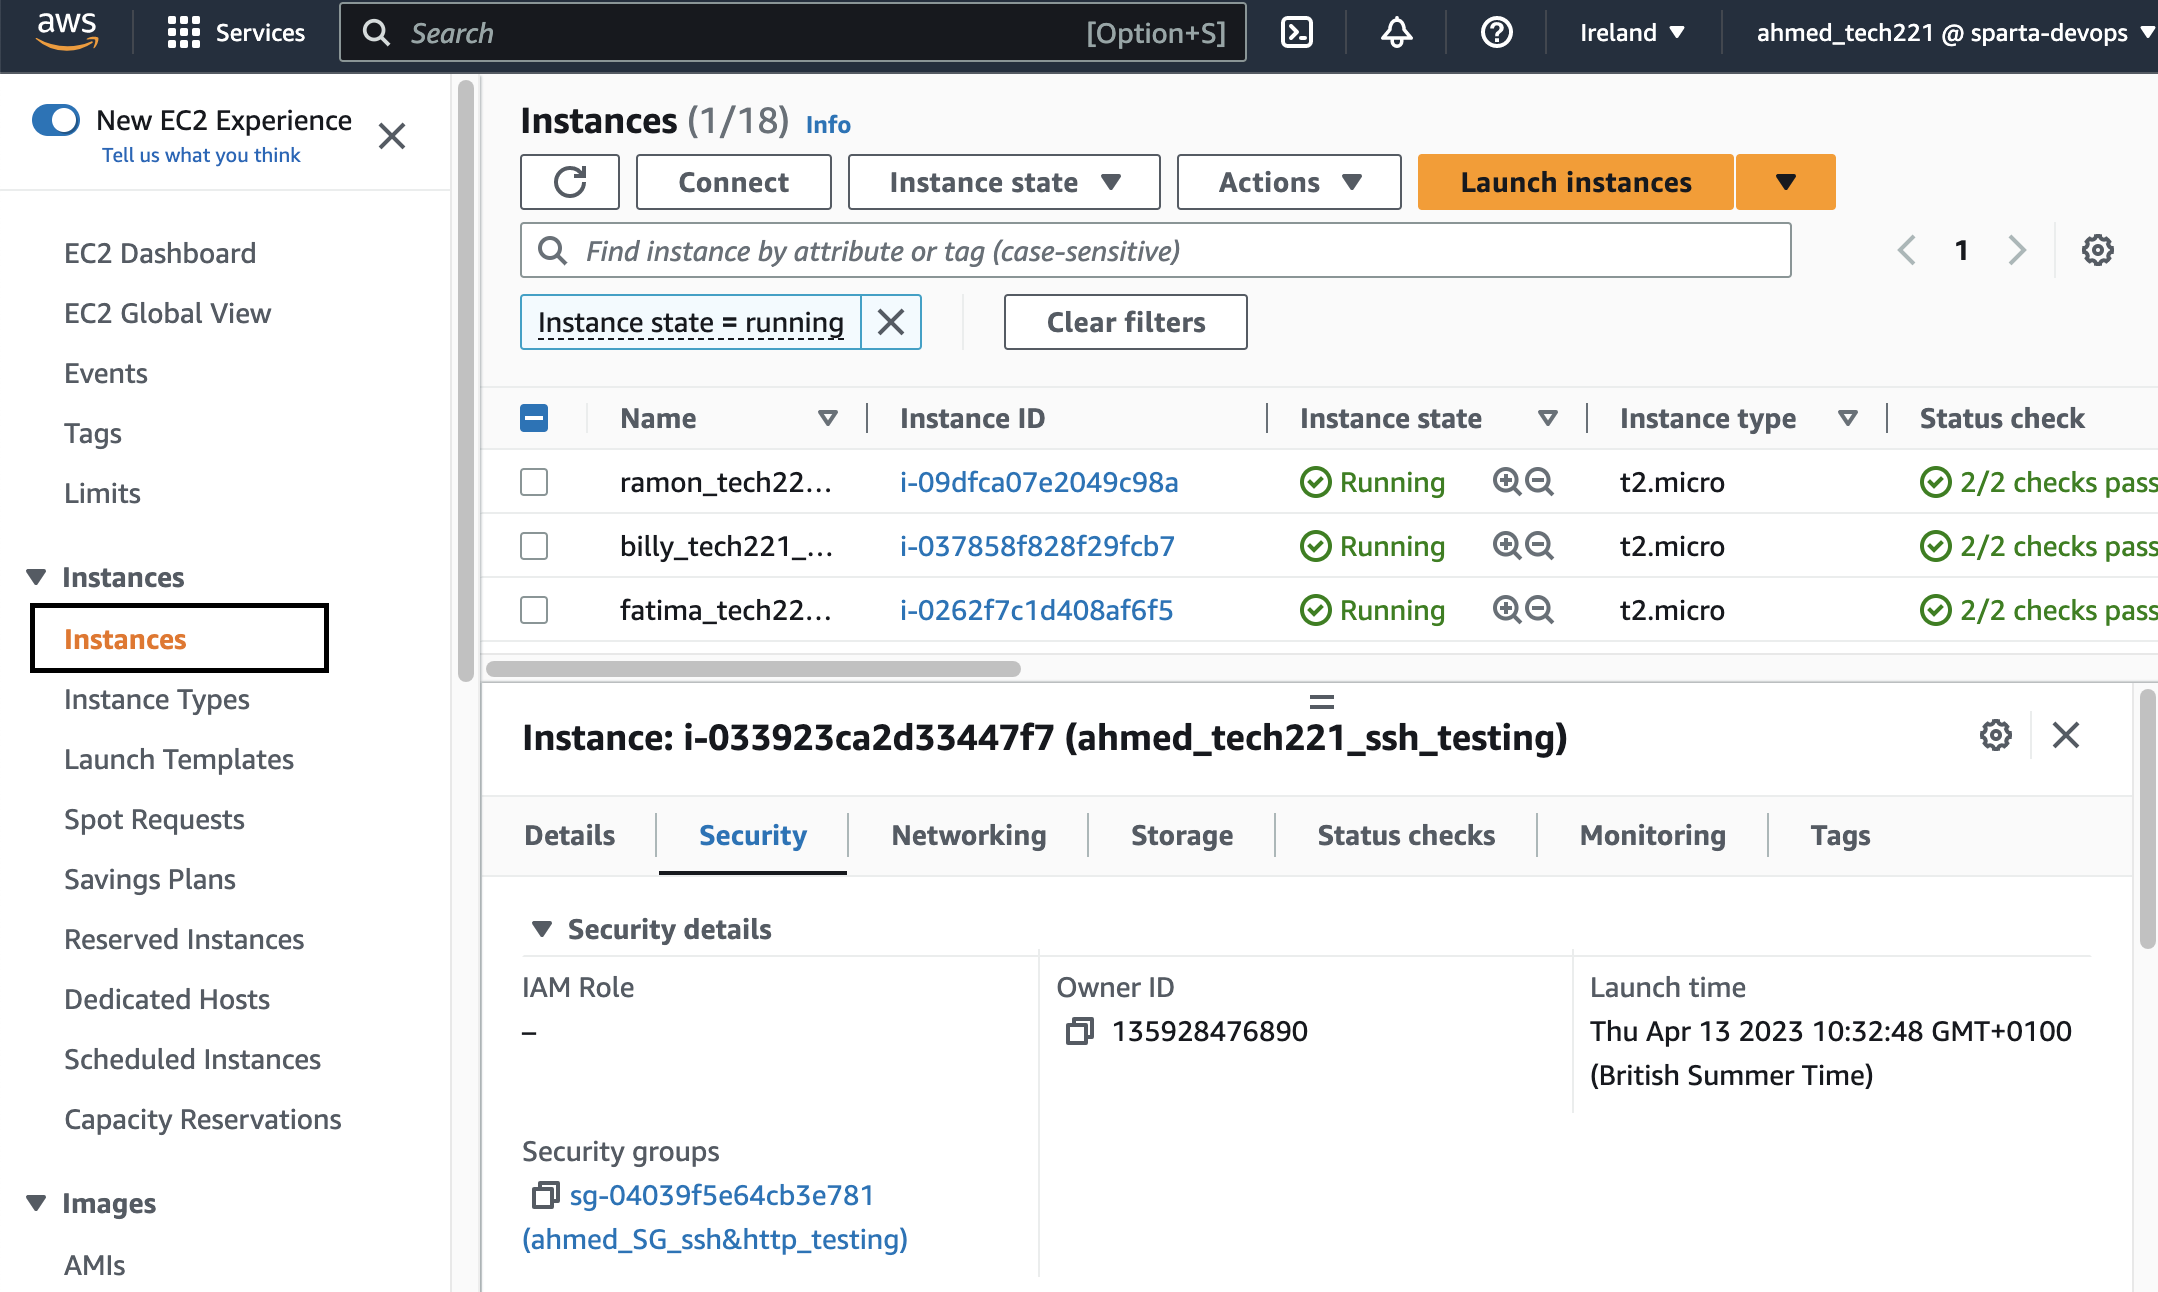 aws
Services
Search
[Option+S]
Ireland
ahmed_tech221 @ sparta-devops
New EC2 Experience
Tell us what you think
EC2 Dashboard
EC2 Global View
Events
Tags
Limits
Instances
Instances
Instance Types
Launch Templates
Spot Requests
Savings Plans
Reserved Instances
Dedicated Hosts
Scheduled Instances
Capacity Reservations
Images
AMIs
Instances (1/18) Info
Connect
Instance state
Actions
Launch instances
Find instance by attribute or tag (case-sensitive)
1
Instance state = running
Clear filters
Name Instance ID Instance state Instance type Status check
ramon_tech22... i-09dfca07e2049c98a Running t2.micro 2/2 checks pass
billy_tech221_... i-037858f828f29fcb7 Running t2.micro 2/2 checks pass
fatima_tech22... i-0262f7c1d408af6f5 Running t2.micro 2/2 checks pass
Instance: i-033923ca2d33447f7 (ahmed_tech221_ssh_testing)
Details Security Networking Storage Status checks Monitoring Tags
Security details
IAM Role
–
Owner ID
135928476890
Launch time
Thu Apr 13 2023 10:32:48 GMT+0100
(British Summer Time)
Security groups
sg-04039f5e64cb3e781
(ahmed_SG_ssh&http_testing)